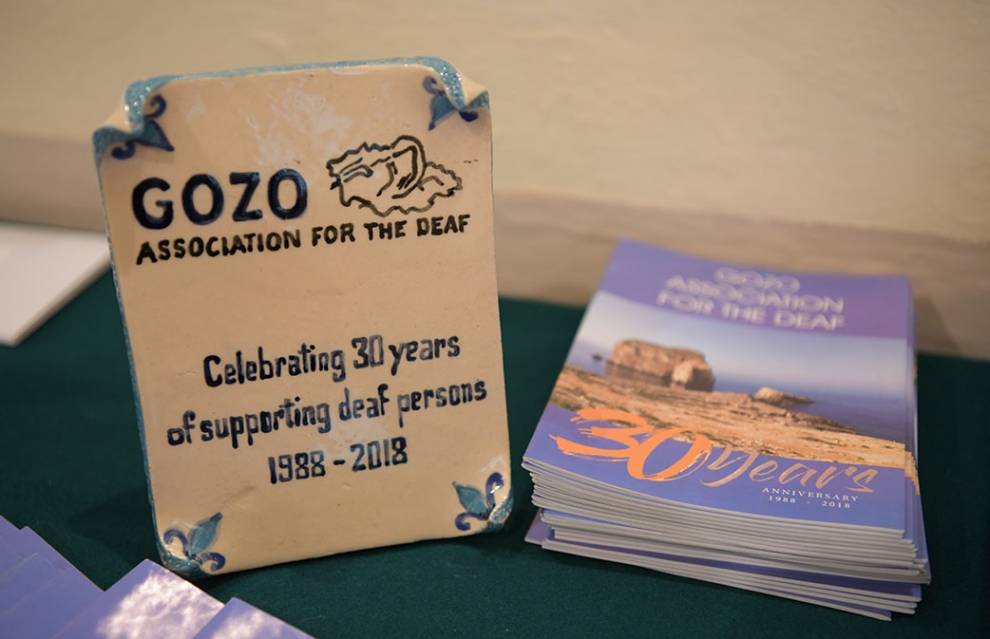 GOZO
ASSOCIATION FOR THE DEAF
Celebrating 30 years
of supporting deaf persons
1988 - 2018
GOZO
ASSOCIATION
FOR THE DEAF
30 years
ANNIVERSARY
1988 - 2018